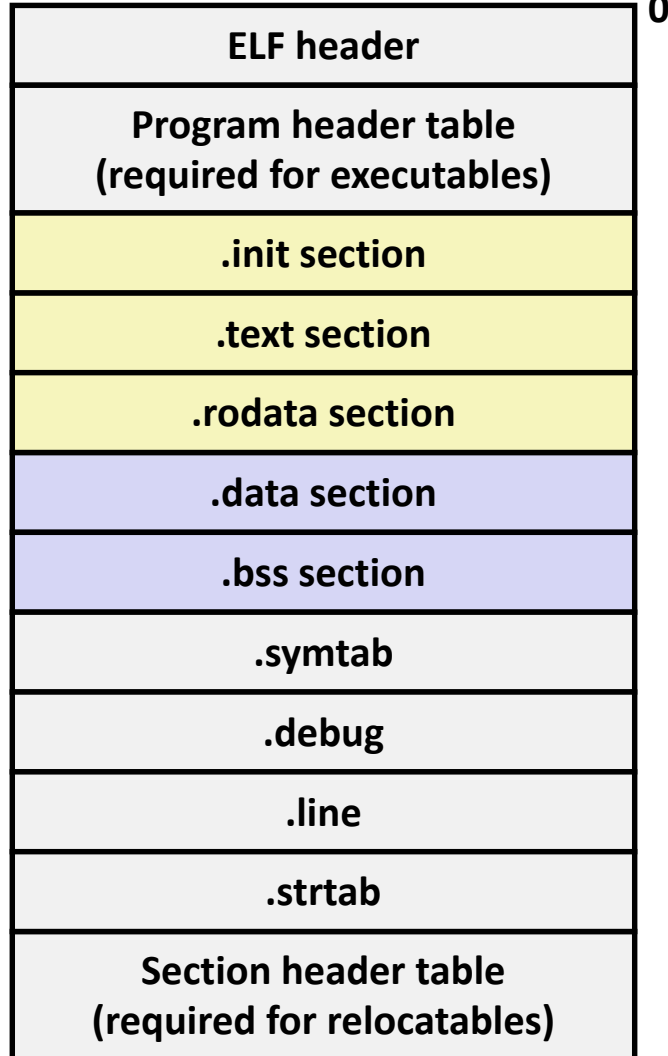 0
ELF header
Program header table
(required for executables)
.init section
.text section
.rodata section
.data section
.bss section
.symtab
.debug
.line
.strtab
Section header table
(required for relocatables)